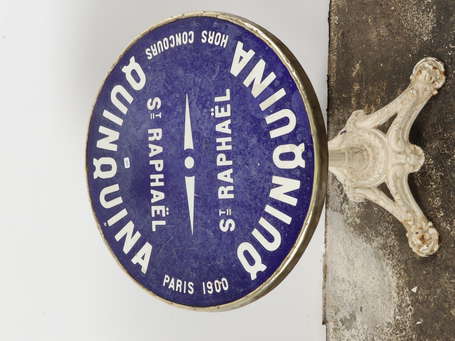 HORS CONCOURS
QUINQUINA
ST RAPHAËL
ST RAPHAËL
QUINQUINA
PARIS 1900